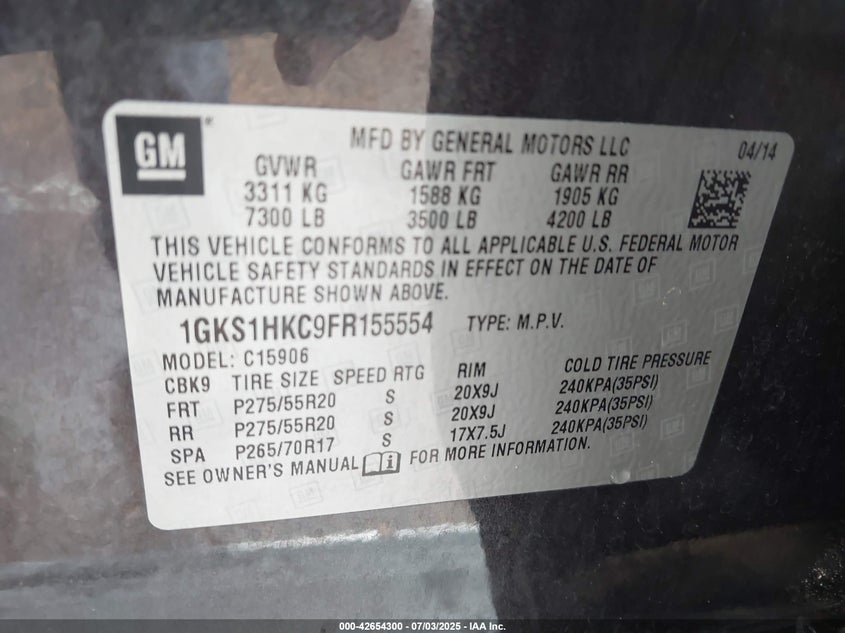 GM
MFD BY GENERAL MOTORS LLC 04/14
GVWR GAWR FRT GAWR RR
3311 KG 1588 KG 1905 KG
7300 LB 3500 LB 4200 LB
THIS VEHICLE CONFORMS TO ALL APPLICABLE U.S. FEDERAL MOTOR
VEHICLE SAFETY STANDARDS IN EFFECT ON THE DATE OF
MANUFACTURE SHOWN ABOVE.
1GKS1HKC9FR155554 TYPE: M.P.V.
MODEL: C15906
CBK9 TIRE SIZE SPEED RTG RIM COLD TIRE PRESSURE
FRT P275/55R20 S 20X9J 240KPA(35PSI)
RR P275/55R20 S 20X9J 240KPA(35PSI)
SPA P265/70R17 S 17X7.5J 240KPA(35PSI)
SEE OWNER'S MANUAL FOR MORE INFORMATION.
000-42654300 - 07/03/2025 - IAA Inc.